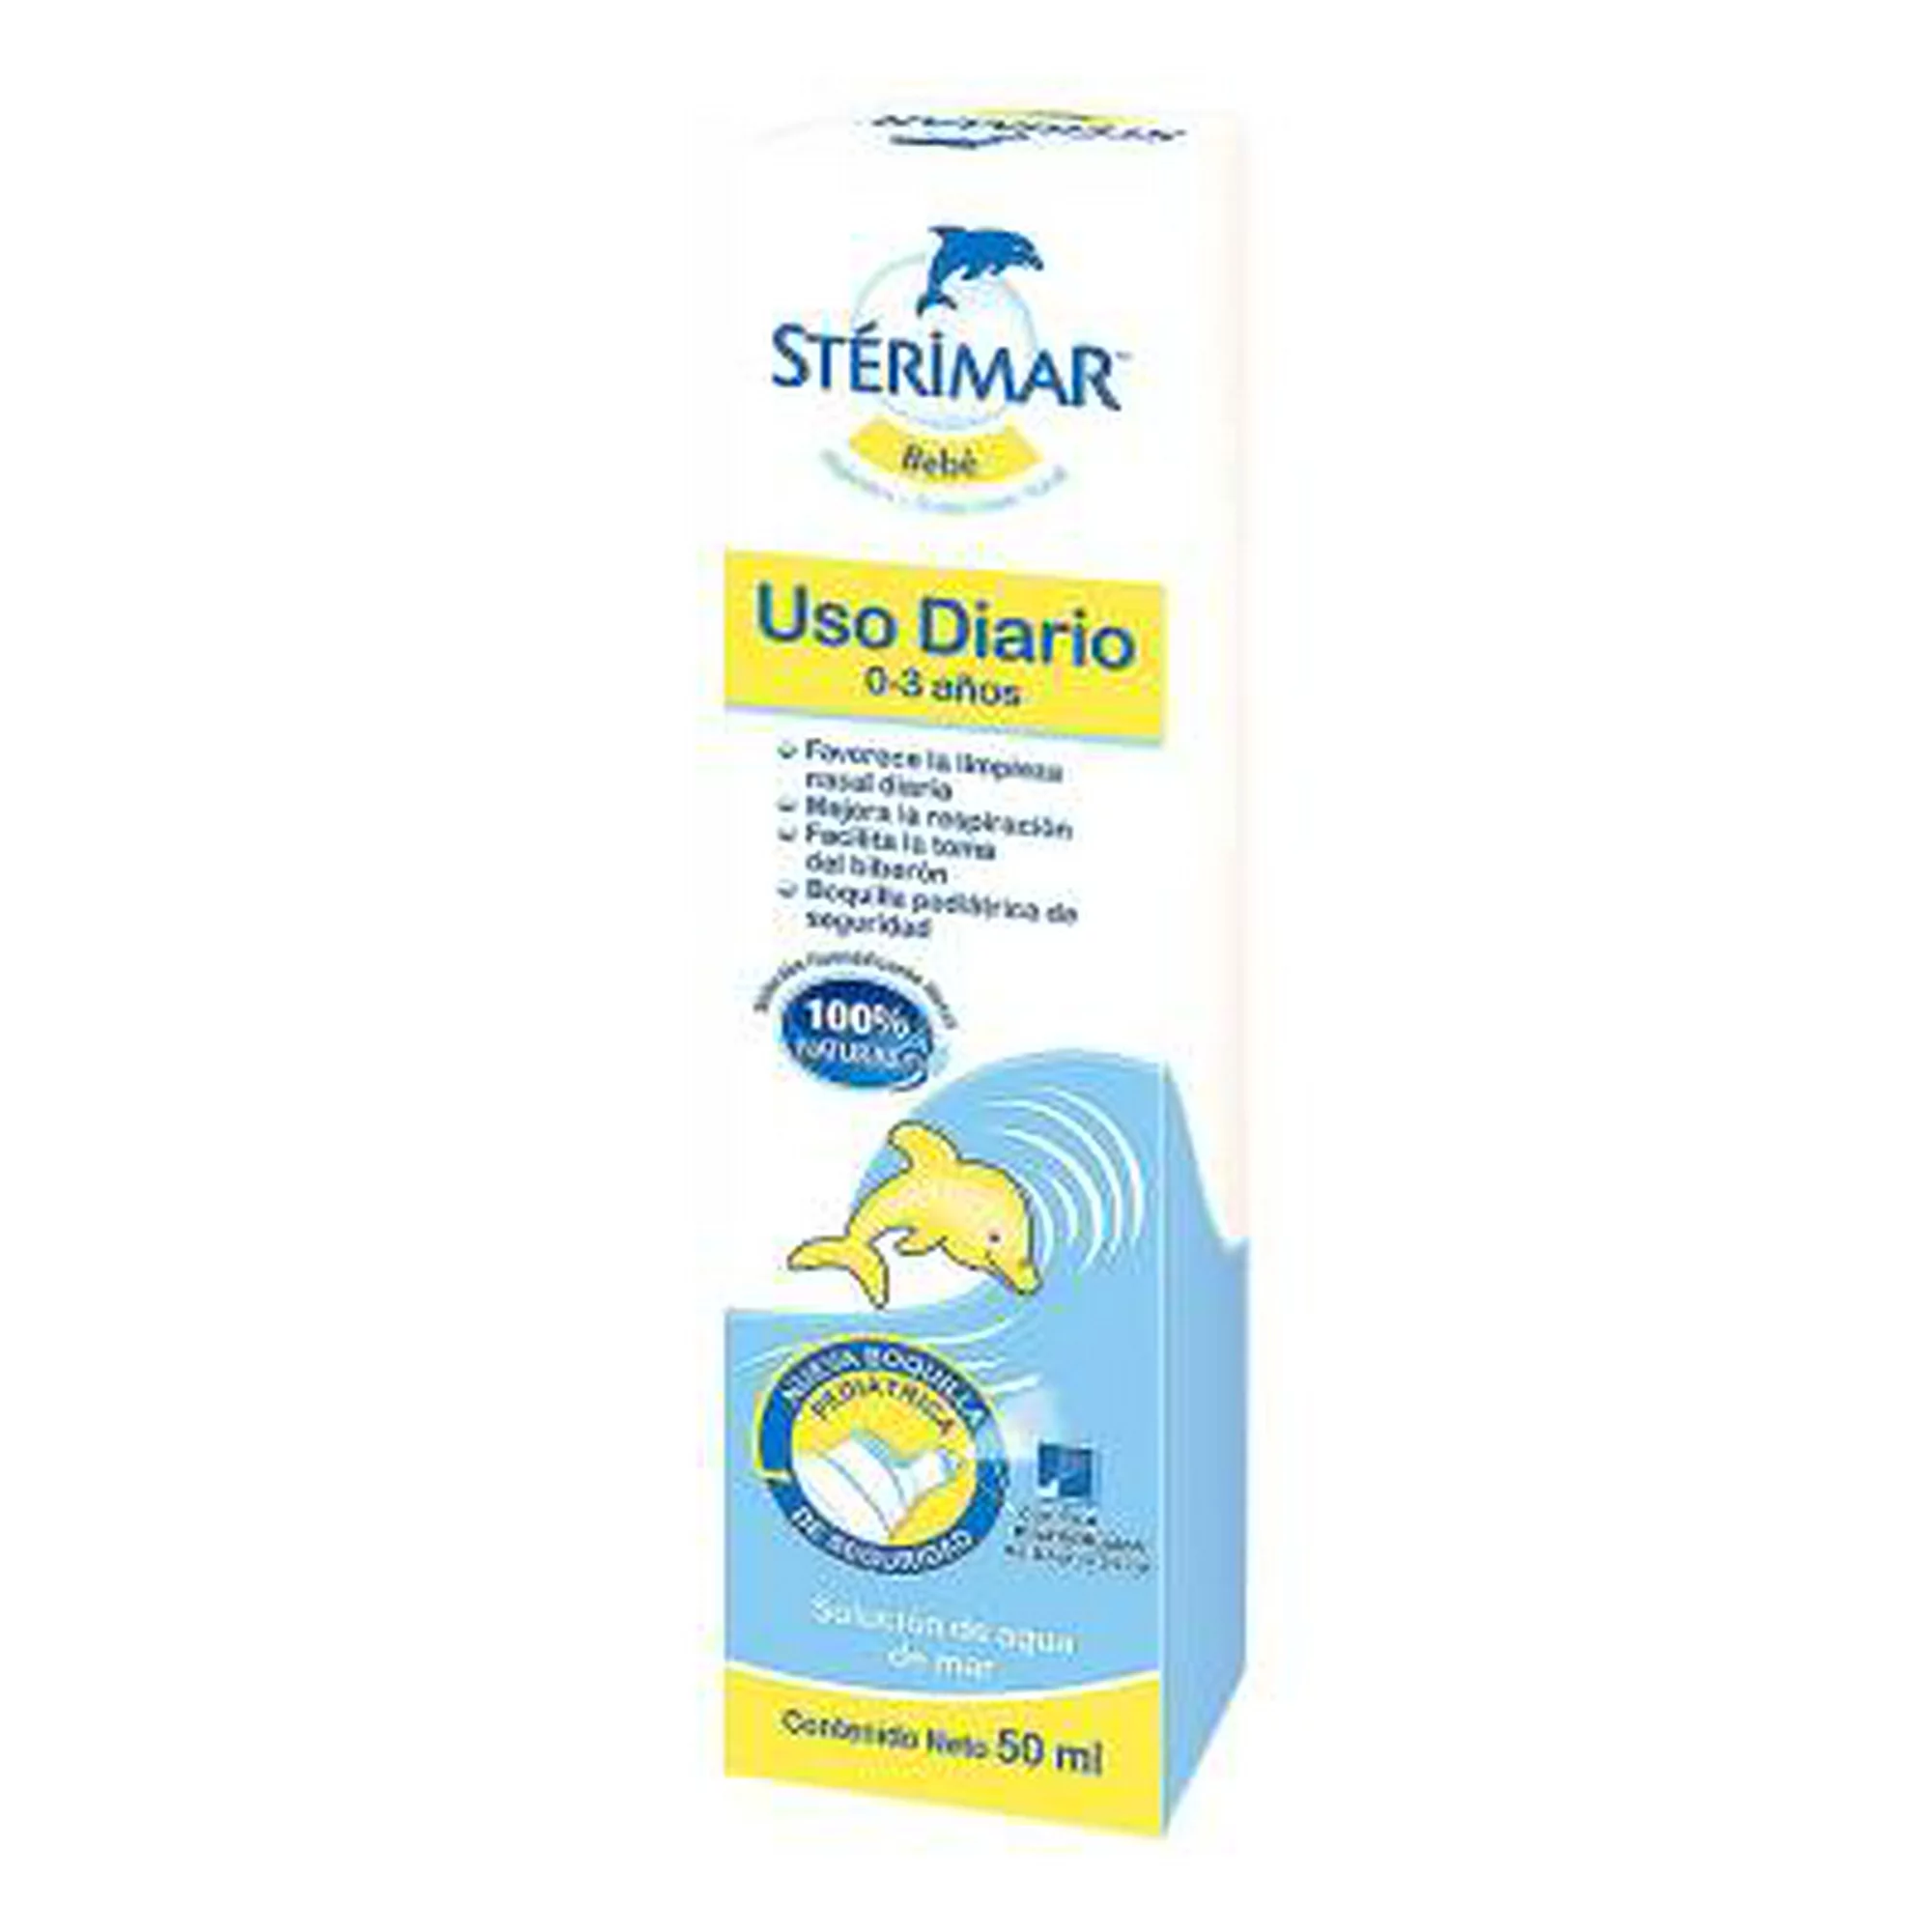 STÉRIMAR
Bebé
Uso Diario
0-3 años
Favorece la limpieza
nasal diaria
Mejora la respiración
Facilita la toma
del biberón
Boquilla pediátrica de
seguridad
100%
NATURAL
NUEVA BOQUILLA
PEDIÁTRICA
DE SEGURIDAD
Solución de agua
de mar
Contenido Neto 50 ml